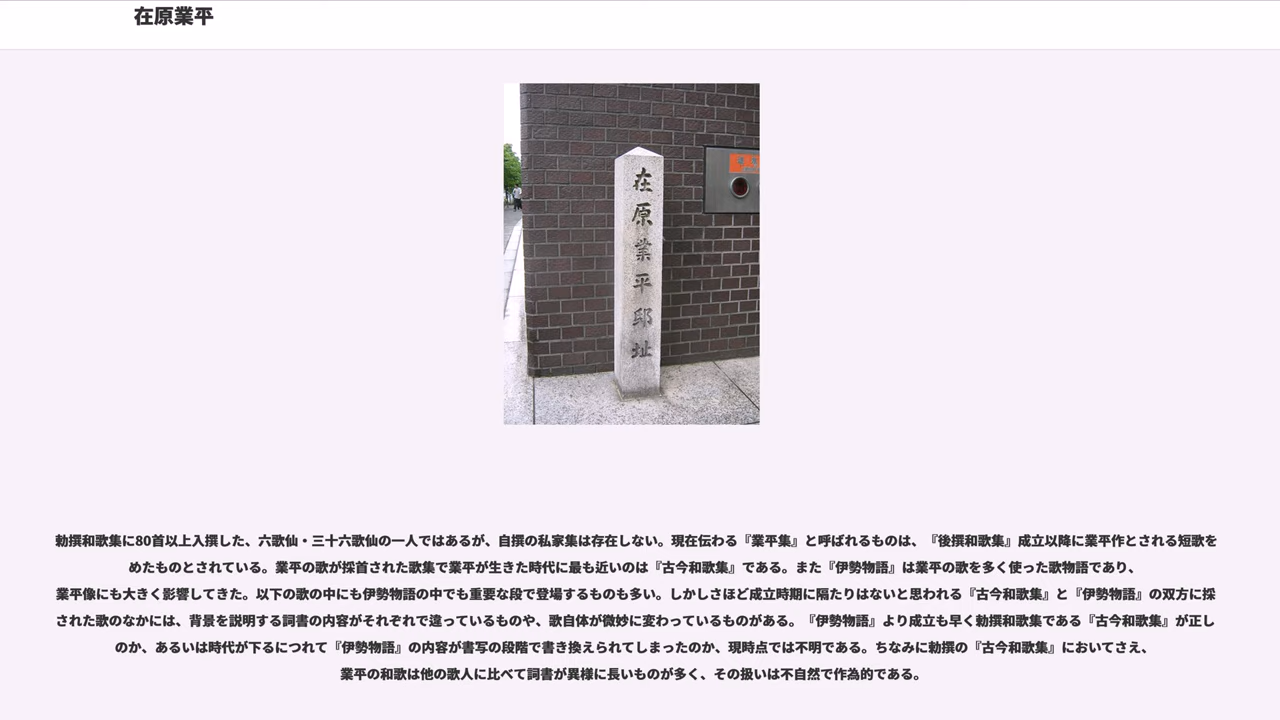 在原業平
在原業平邸址
勅撰和歌集に80首以上入撰した、六歌仙・三十六歌仙の一人ではあるが、自撰の私家集は存在しない。現在伝わる『業平集』と呼ばれるものは、『後撰和歌集』成立以降に業平作とされる短歌を
めたものとされている。業平の歌が採首された歌集で業平が生きた時代に最も近いのは『古今和歌集』である。また『伊勢物語』は業平の歌を多く使った歌物語であり、
業平像にも大きく影響してきた。以下の歌の中にも伊勢物語の中でも重要な段で登場するものも多い。しかしさほど成立時期に隔たりはないと思われる『古今和歌集』と『伊勢物語』の双方に採
された歌のなかには、背景を説明する詞書の内容がそれぞれで違っているものや、歌自体が微妙に変わっているものがある。『伊勢物語』より成立も早く勅撰和歌集である『古今和歌集』が正し
のか、あるいは時代が下るにつれて『伊勢物語』の内容が書写の段階で書き換えられてしまったのか、現時点では不明である。ちなみに勅撰の『古今和歌集』においてさえ、
業平の和歌は他の歌人に比べて詞書が異様に長いものが多く、その扱いは不自然で作為的である。